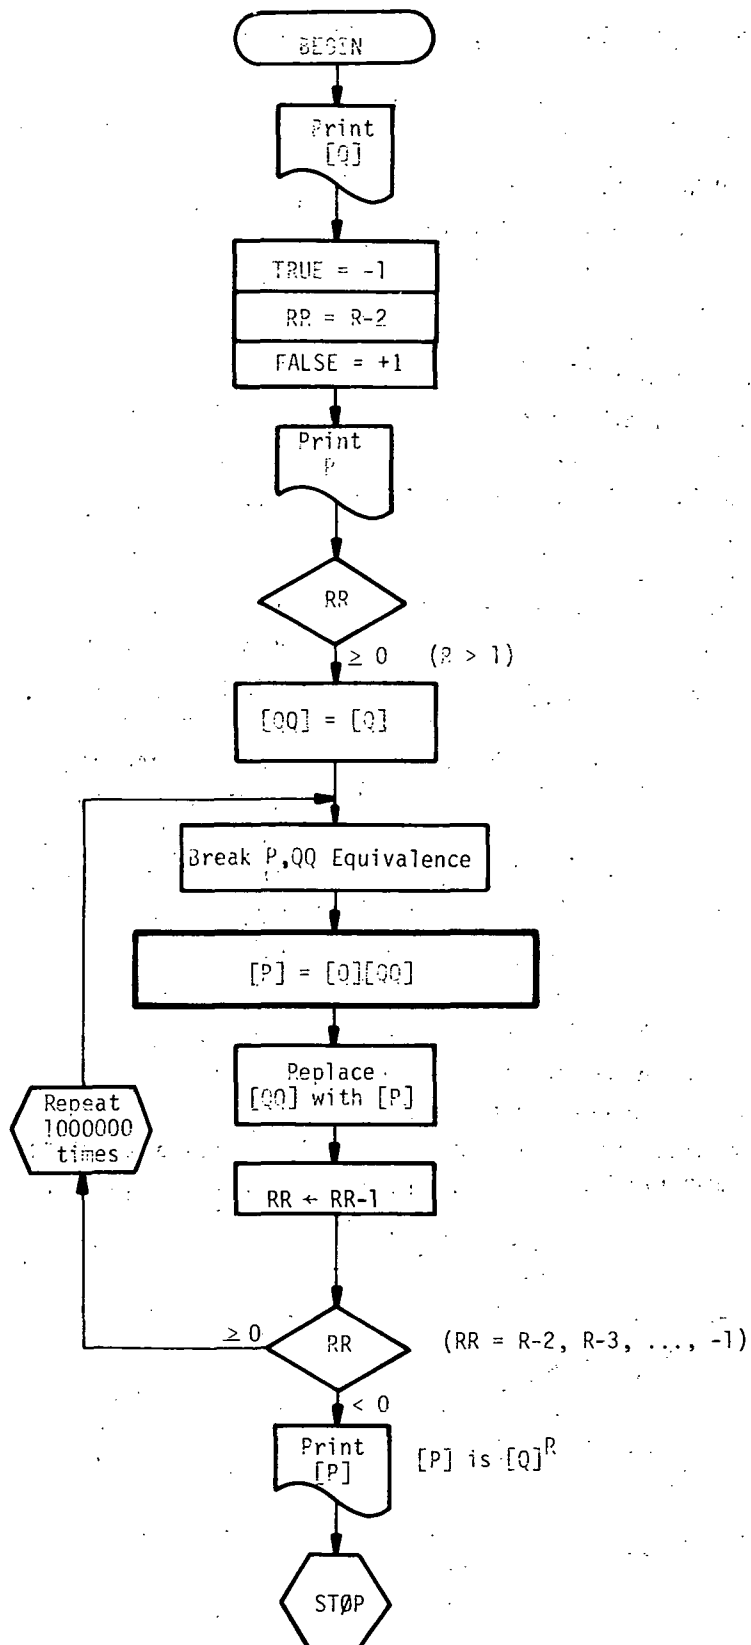 BEGIN
Print
[Q]
TRUE = -1
RR = R-2
FALSE = +1
Print
RR
≥ 0 (R > 1)
[QQ] = [Q]
Break P,QQ Equivalence
[P] = [Q][QQ]
Replace
[QQ] with [P]
Repeat
1000000
times
RR ← RR-1
≥ 0
RR
(RR = R-2, R-3, ..., -1)
< 0
Print
[P]
[P] is [Q]R
STØP